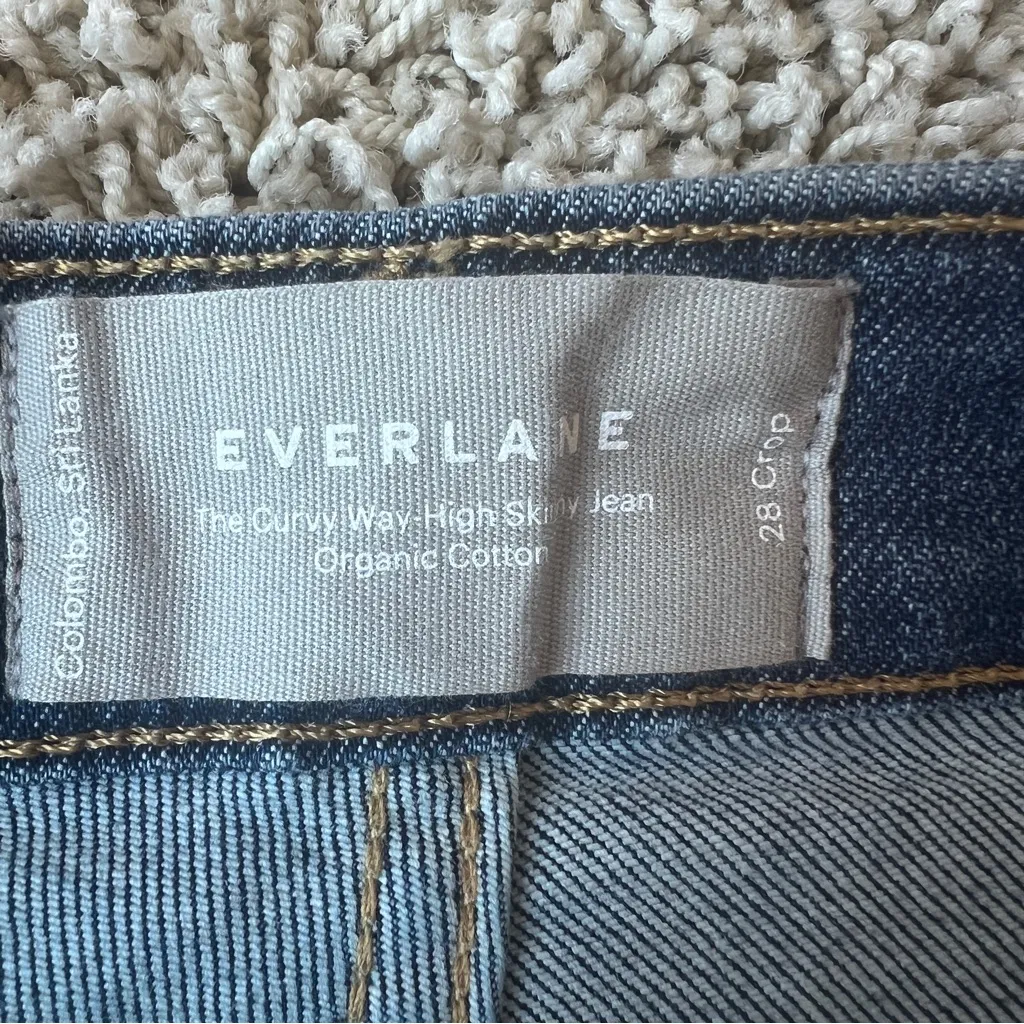 Colombo, Sri Lanka
EVERLANE
The Curvy Way-High Skinny Jean
Organic Cotton
28 Crop